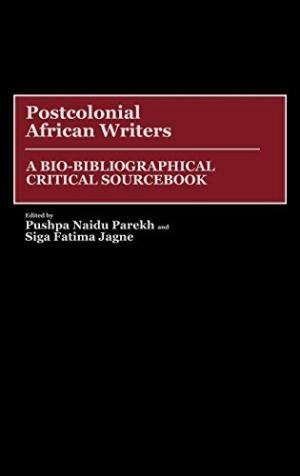 Postcolonial
African Writers
A BIO-BIBLIOGRAPHICAL
CRITICAL SOURCEBOOK
Edited by
Pushpa Naidu Parekh and
Siga Fatima Jagne